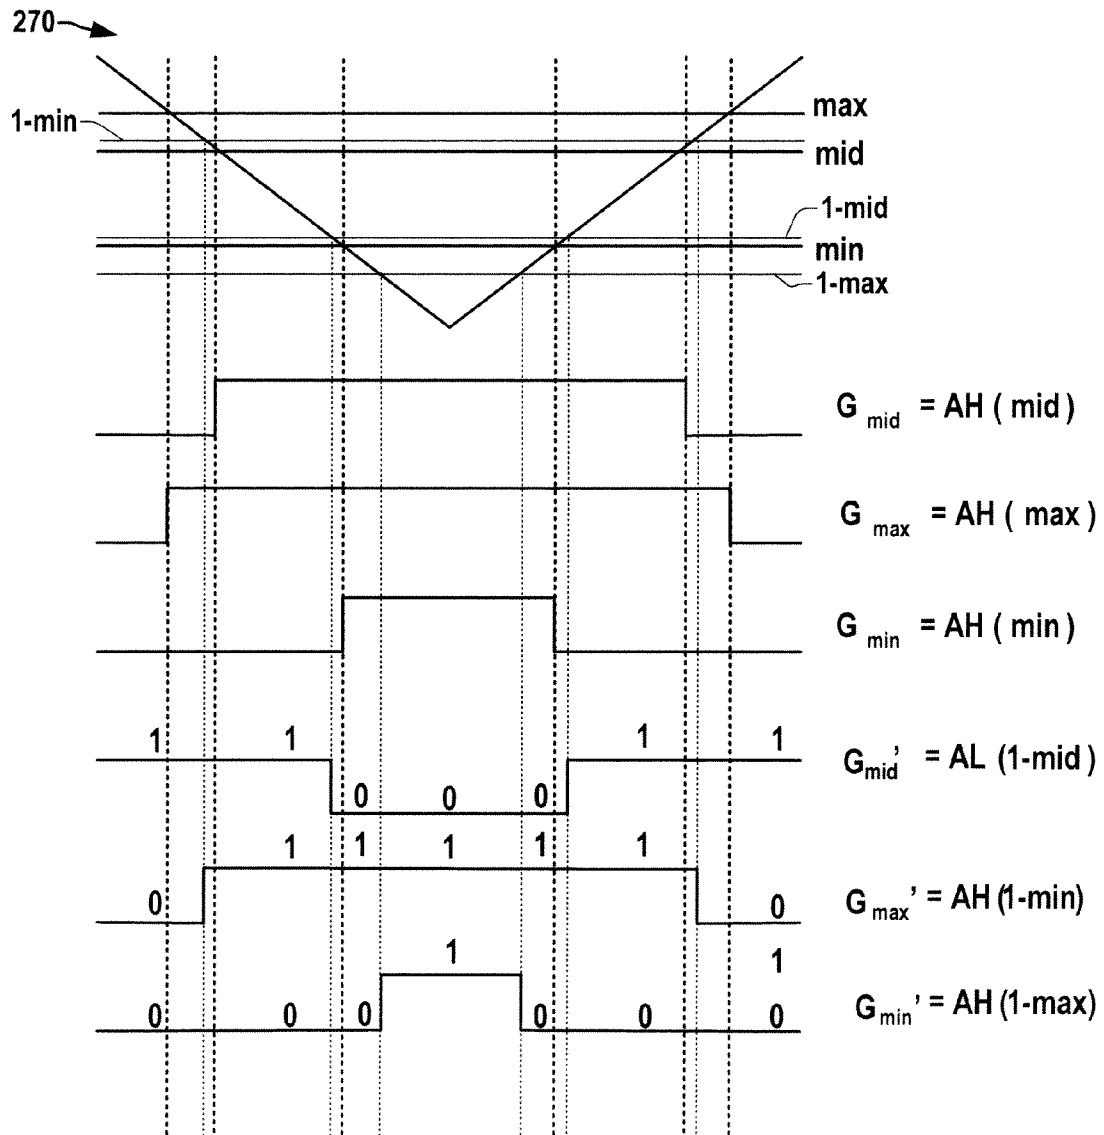 270
max
1-min
mid
1-mid
min
1-max
G mid = AH ( mid )
G max = AH ( max )
G min = AH ( min )
1 1 1 1
G mid' = AL (1-mid)
0 0 0
1 1 1 1 1
0 0
G max' = AH (1-min)
1 1
0 0 0 0 0 0
G min' = AH (1-max)